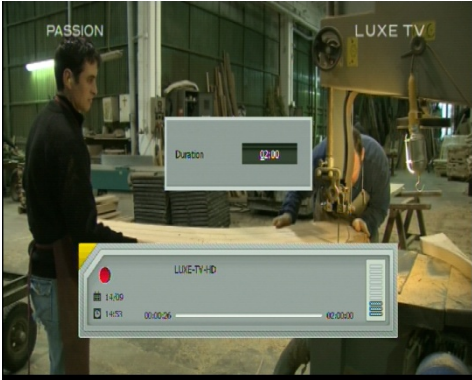 PASSION LUXE TV
Duration 02:00
LUXE-TV-HD
14/09
14:53 00:00:26 02:00:00